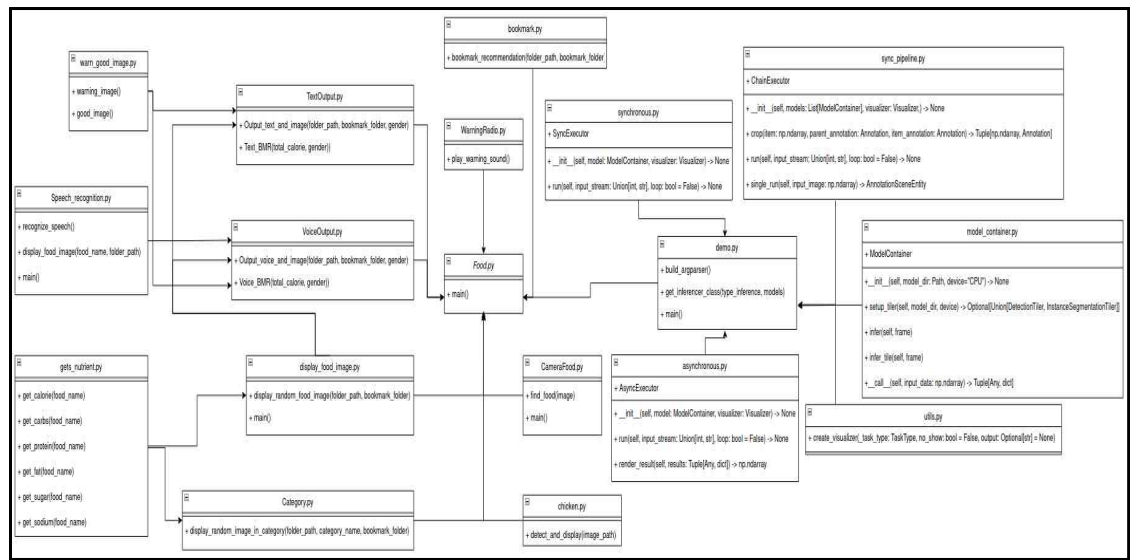 bookmark.py
+ bookmark_recommendation(folder_path, bookmark_folder
warn_good_image.py
+ warning_image()
+ good_image()
TextOutput.py
+ Output_text_and_image(folder_path, bookmark_folder, gender)
+ Text_BMR(total_calorie, gender))
WarningRadio.py
+ play_warning_sound()
synchronous.py
+ SyncExecutor
+ __init__(self, model: ModelContainer, visualizer: Visualizer) -> None
+ run(self, input_stream: Union[int, str], loop: bool = False) -> None
sync_pipeline.py
+ ChainExecutor
+ __init__(self, models: List[ModelContainer], visualizer: Visualizer,) -> None
+ crop(item: np.ndarray, parent_annotation: Annotation, item_annotation: Annotation) -> Tuple[np.ndarray, Annotation]
+ run(self, input_stream: Union[int, str], loop: bool = False) -> None
+ single_run(self, input_image: np.ndarray) -> AnnotationSceneEntity
Speech_recognition.py
+ recognize_speech()
+ display_food_image(food_name, folder_path)
+ main()
VoiceOutput.py
+ Output_voice_and_image(folder_path, bookmark_folder, gender)
+ Voice_BMR(total_calorie, gender))
Food.py
+ main()
demo.py
+ build_argparser()
+ get_inferencer_class(type_inference, models)
+ main()
model_container.py
+ ModelContainer
+ __init__(self, model_dir: Path, device="CPU") -> None
+ setup_tiler(self, model_dir, device) -> Optional[Union[DetectionTiler, InstanceSegmentationTiler]]
+ infer(self, frame)
+ infer_tile(self, frame)
+ __call__(self, input_data: np.ndarray) -> Tuple[Any, dict]
gets_nutrient.py
+ get_calorie(food_name)
+ get_carbs(food_name)
+ get_protein(food_name)
+ get_fat(food_name)
+ get_sugar(food_name)
+ get_sodium(food_name)
display_food_image.py
+ display_random_food_image(folder_path, bookmark_folder)
+ main()
CameraFood.py
+ find_food(image)
+ main()
asynchronous.py
+ AsyncExecutor
+ __init__(self, model: ModelContainer, visualizer: Visualizer) -> None
+ run(self, input_stream: Union[int, str], loop: bool = False) -> None
+ render_result(self, results: Tuple[Any, dict]) -> np.ndarray
utils.py
+ create_visualizer(_task_type: TaskType, no_show: bool = False, output: Optional[str] = None)
Category.py
+ display_random_image_in_category(folder_path, category_name, bookmark_folder)
chicken.py
+ detect_and_display(image_path)